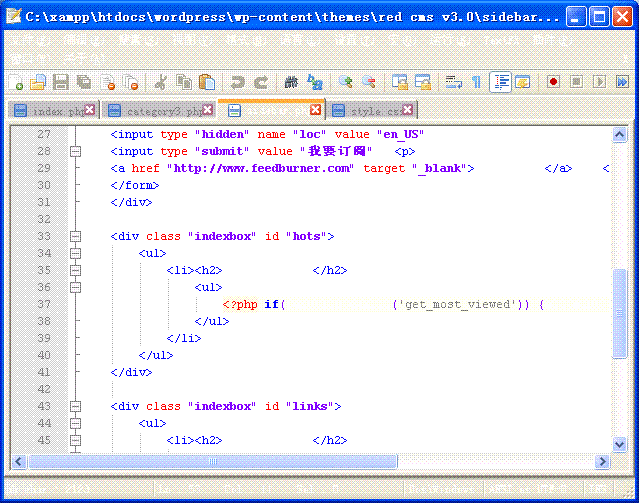 C:\xampp\htdocs\wordpress\wp-content\themes\red cms v3.0\sidebar...
index.php category3.php style.css
27 <input type "hidden" name "loc" value "en_US"
28 <input type "submit" value "我要订阅" <p>
29 <a href "http://www.feedburner.com" target "_blank"> </a> <
30 </form>
31 </div>
32
33 <div class "indexbox" id "hots">
34 <ul>
35 <li><h2> </h2>
36 <ul>
37 <?php if( ('get_most_viewed')) {
38 </ul>
39 </li>
40 </ul>
41 </div>
42
43 <div class "indexbox" id "links">
44 <ul>
45 <li><h2> </h2>